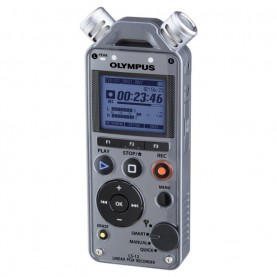 OLYMPUS
00:23:46
F1 F2 F3
PLAY STOP/■ REC
MENU
OK
ERASE
SMART
MANUAL
QUICK
LS-12
LINEAR PCM RECORDER